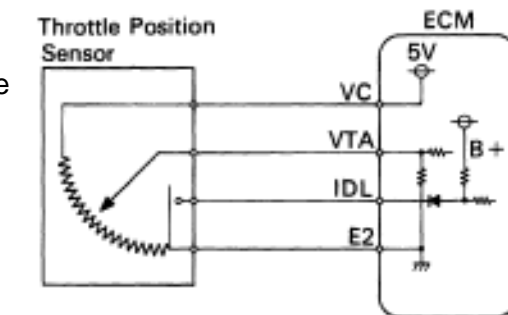 Throttle Position
Sensor
ECM
5V
e
VC
VTA
B+
IDL
E2